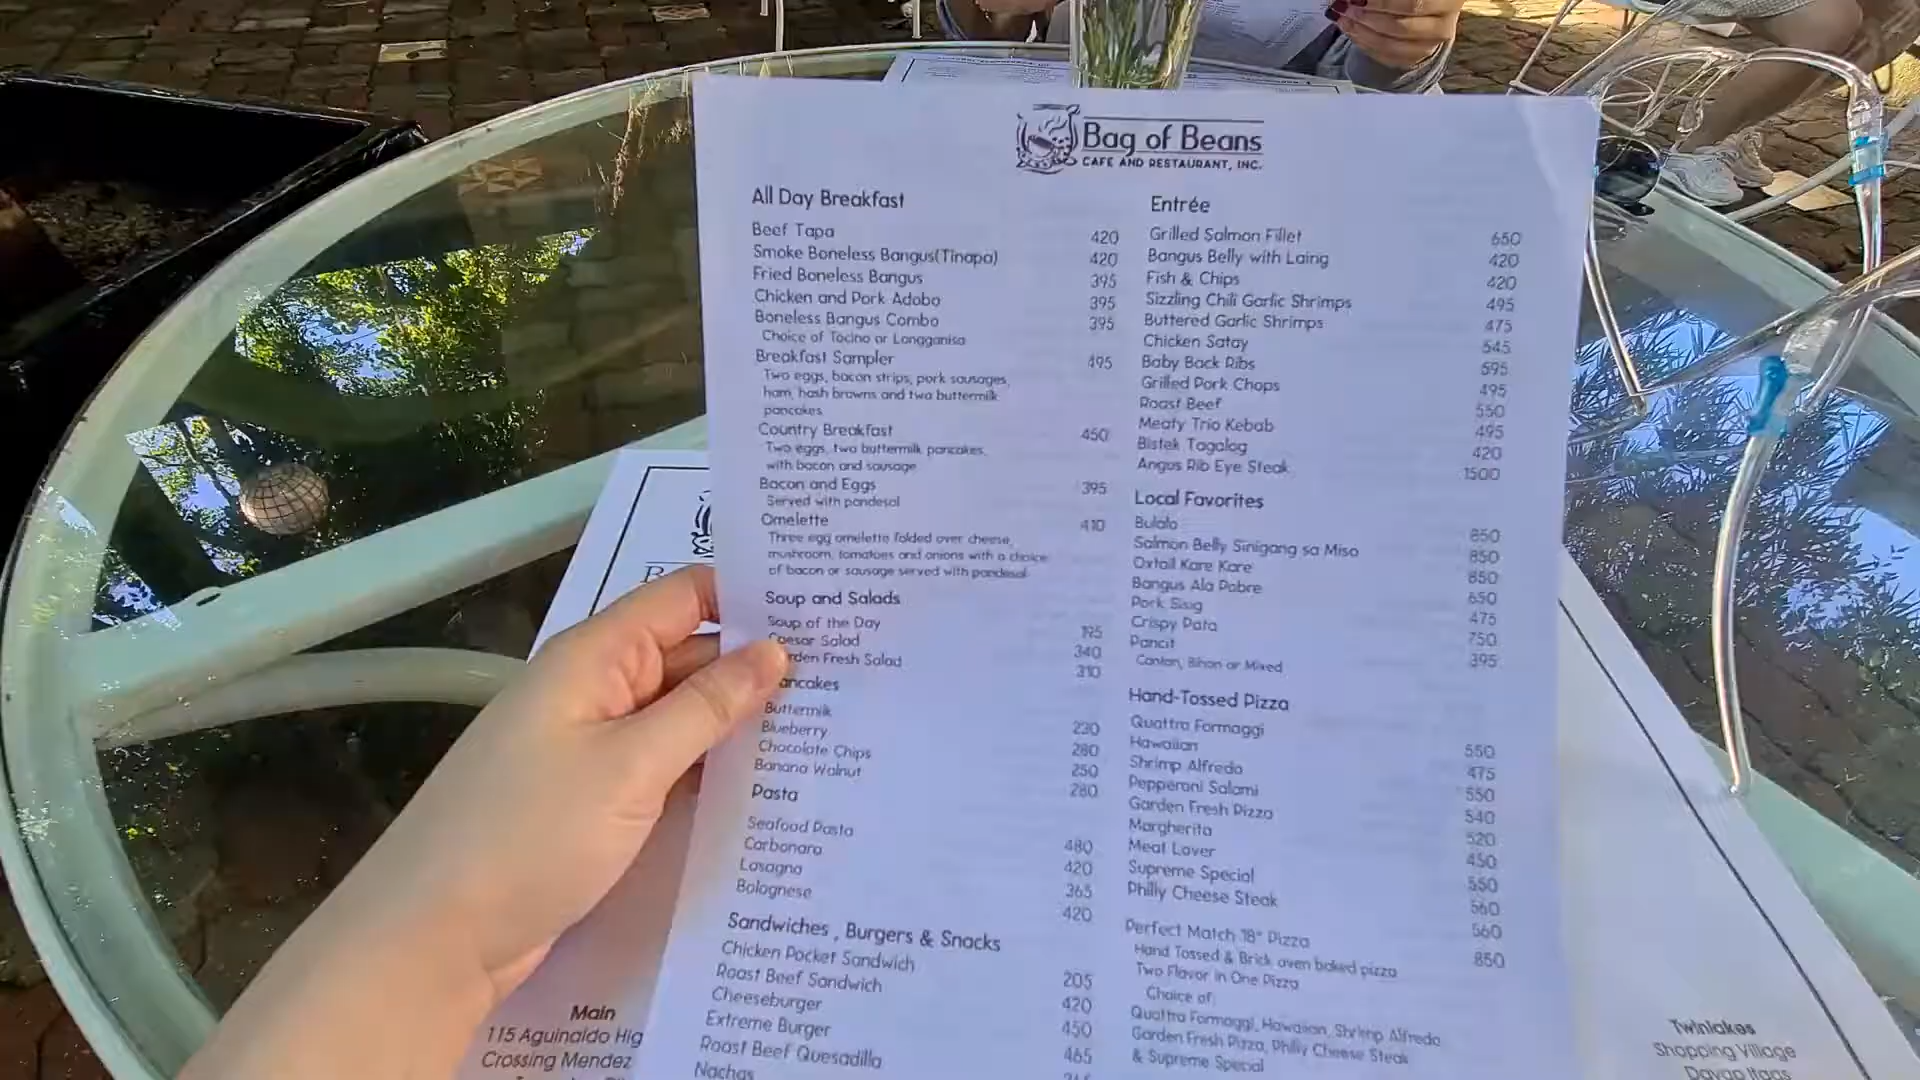 Bag of Beans
CAFE AND RESTAURANT, INC.
All Day Breakfast
Beef Tapa 420
Smoke Boneless Bangus(Tinapa) 420
Fried Boneless Bangus 395
Chicken and Pork Adobo 395
Boneless Bangus Combo 395
Choice of Tocino or Longganisa
Breakfast Sampler 495
Two eggs, bacon strips, pork sausages,
ham, hash browns and two buttermilk
pancakes
Country Breakfast 450
Two eggs, two buttermilk pancakes,
with bacon and sausage
Bacon and Eggs 395
Served with pandesal
Omelette 410
Three egg omelette folded over cheese,
mushroom, tomatoes and onions with a choice
of bacon or sausage served with pandesal
Soup and Salads
Soup of the Day 195
Caesar Salad 340
rden Fresh Salad 310
ancakes
Buttermilk 230
Blueberry 280
Chocolate Chips 250
Banana Walnut 280
Pasta
Seafood Pasta 480
Carbonara 420
Lasagna 365
Bolognese 420
Sandwiches , Burgers & Snacks
Chicken Pocket Sandwich 205
Roast Beef Sandwich 420
Cheeseburger 450
Extreme Burger 465
Roast Beef Quesadilla
Nachos
Entrée
Grilled Salmon Fillet 650
Bangus Belly with Laing 420
Fish & Chips 420
Sizzling Chili Garlic Shrimps 495
Buttered Garlic Shrimps 475
Chicken Satay 545
Baby Back Ribs 595
Grilled Pork Chops 495
Roast Beef 550
Meaty Trio Kebab 495
Bistek Tagalog 420
Angus Rib Eye Steak 1500
Local Favorites
Bulalo 850
Salmon Belly Sinigang sa Miso 850
Oxtail Kare Kare 850
Bangus Ala Pobre 650
Pork Sisig 475
Crispy Pata 750
Pancit 395
Canton, Bihon or Mixed
Hand-Tossed Pizza
Quattro Formaggi 550
Hawaiian 475
Shrimp Alfredo 550
Pepperoni Salami 540
Garden Fresh Pizza 520
Margherita 450
Meat Lover 550
Supreme Special 560
Philly Cheese Steak 560
Perfect Match 18" Pizza 850
Hand Tossed & Brick oven baked pizza
Two Flavor in One Pizza
Choice of:
Quattro Formaggi, Hawaiian, Shrimp Alfredo
Garden Fresh Pizza, Philly Cheese Steak
& Supreme Special
Main
115 Aguinaldo Hig
Crossing Mendez
Twinlakes
Shopping Village
Dayap Itaas